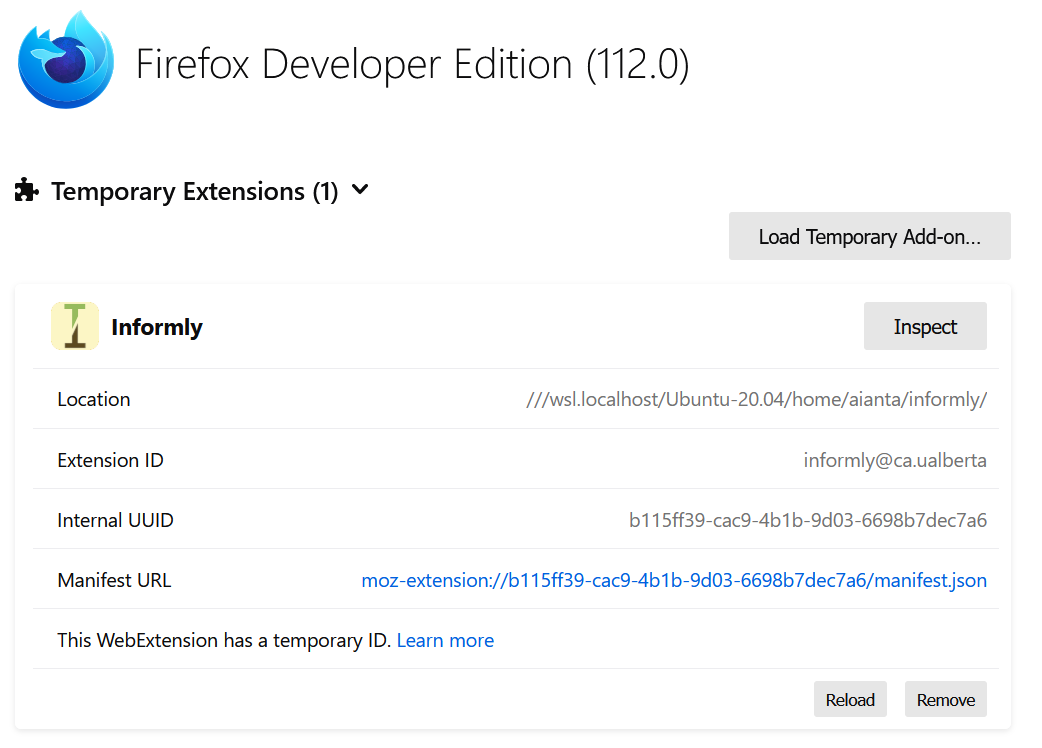 Firefox Developer Edition (112.0)
Temporary Extensions (1)
Load Temporary Add-on...
Informly
Inspect
Location
///wsl.localhost/Ubuntu-20.04/home/aianta/informly/
Extension ID
informly@ca.ualberta
Internal UUID
b115ff39-cac9-4b1b-9d03-6698b7dec7a6
Manifest URL
moz-extension://b115ff39-cac9-4b1b-9d03-6698b7dec7a6/manifest.json
This WebExtension has a temporary ID. Learn more
Reload
Remove